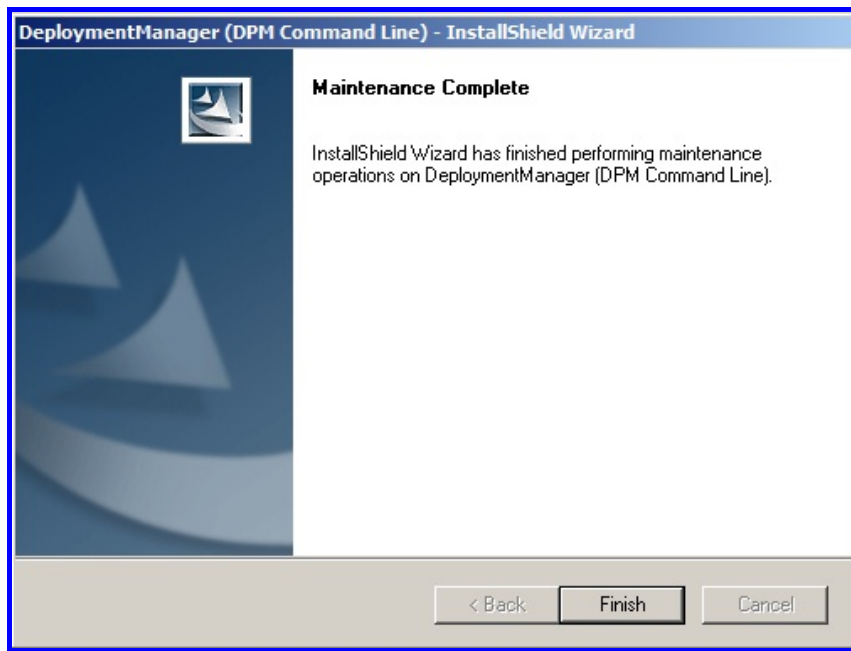 DeploymentManager (DPM Command Line) - InstallShield Wizard
Maintenance Complete
InstallShield Wizard has finished performing maintenance
operations on DeploymentManager (DPM Command Line).
< Back
Finish
Cancel